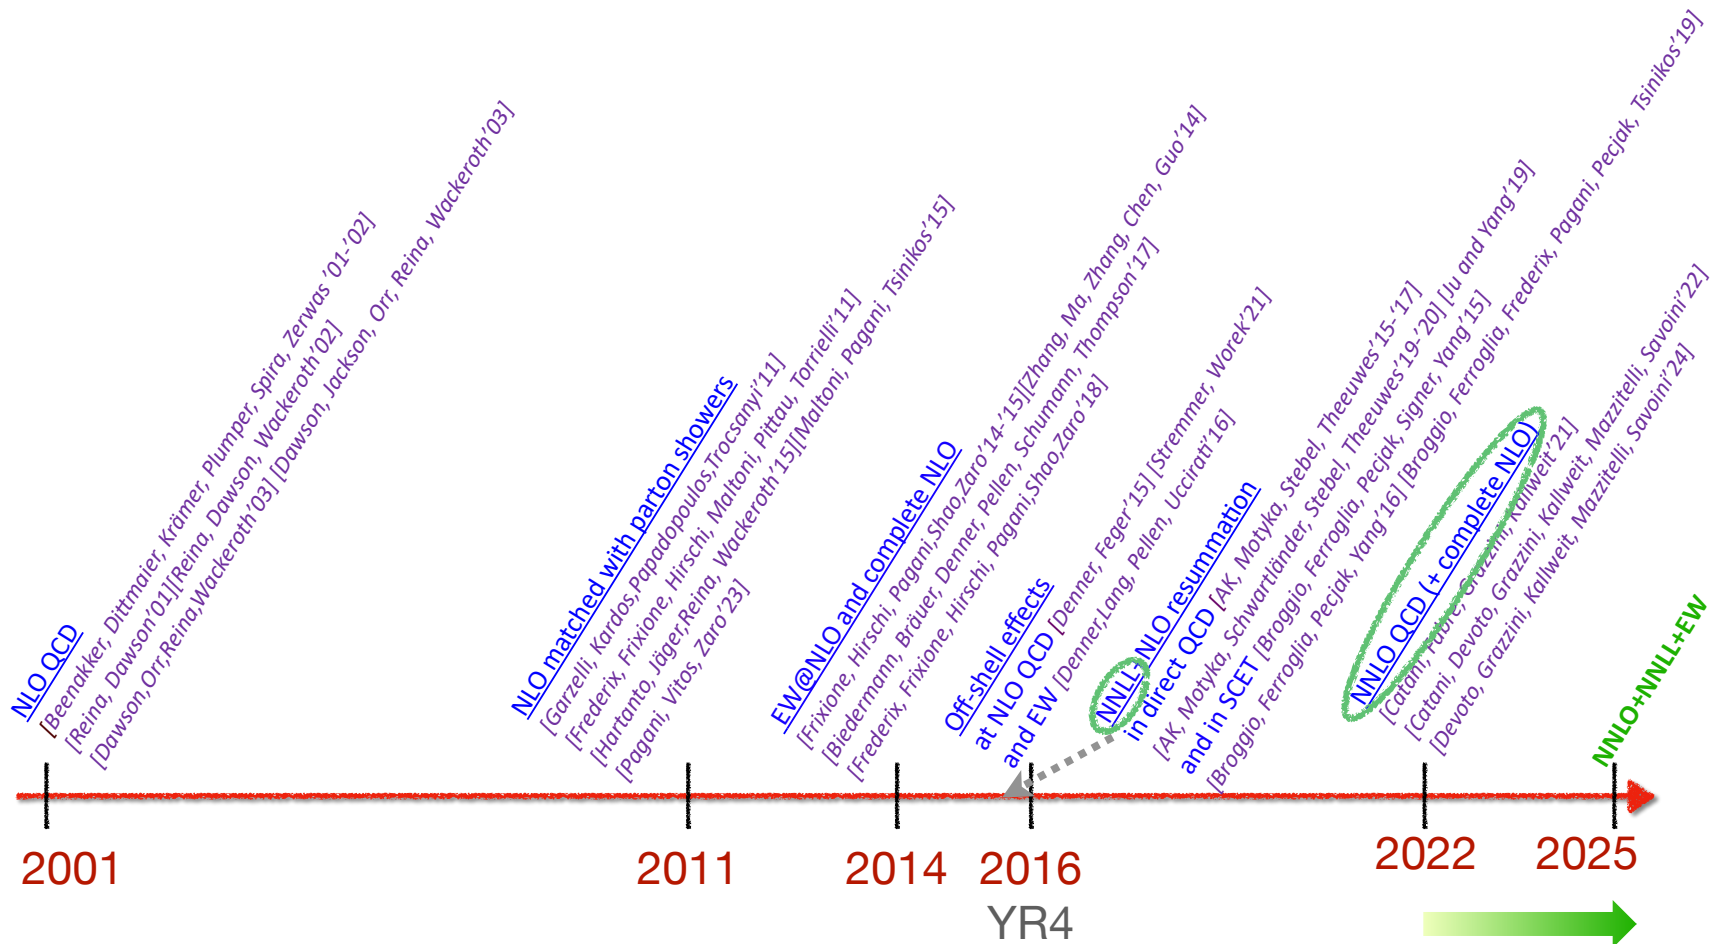 NLO QCD
[Beenakker, Dittmaier, Krämer, Plumper, Spira, Zerwas '01-'02]
[Reina, Dawson'01][Reina, Dawson, Wackeroth'02]
[Dawson,Orr,Reina,Wackeroth'03] [Dawson, Jackson, Orr, Reina, Wackeroth'03]
NLO matched with parton showers
[Garzelli, Kardos,Papadopoulos,Trocsanyi'11]
[Frederix, Frixione, Hirschi, Maltoni, Pittau, Torrielli'11]
[Hartanto, Jäger,Reina, Wackeroth'15][Maltoni, Pagani, Tsinikos'15]
[Pagani, Vitos, Zaro'23]
EW@NLO and complete NLO
[Frixione, Hirschi, Pagani,Shao,Zaro'14-'15][Zhang, Ma, Zhang, Chen, Guo'14]
[Biedermann, Bräuer, Denner, Pellen, Schumann, Thompson'17]
[Frederix, Frixione, Hirschi, Pagani,Shao,Zaro'18]
Off-shell effects
at NLO QCD [Denner, Feger'15] [Stremmer, Worek'21]
and EW [Denner,Lang, Pellen, Uccirati'16]
NNLL+NLO resummation
in direct QCD [AK, Motyka, Stebel, Theeuwes'15-'17]
[AK, Motyka, Schwartländer, Stebel, Theeuwes'19-'20] [Ju and Yang'19]
and in SCET [Broggio, Ferroglia, Pecjak, Signer, Yang'15]
[Broggio, Ferroglia, Pecjak, Yang'16] [Broggio, Ferroglia, Frederix, Pagani, Pecjak, Tsinikos'19]
NNLO QCD (+ complete NLO)
[Catani, Fabre, Grazzini, Kallweit'21]
[Catani, Devoto, Grazzini, Kallweit, Mazzitelli, Savoini'22]
[Devoto, Grazzini, Kallweit, Mazzitelli, Savoini'24]
NNLO+NNLL+EW
2001
2011
2014
2016
2022
2025
YR4